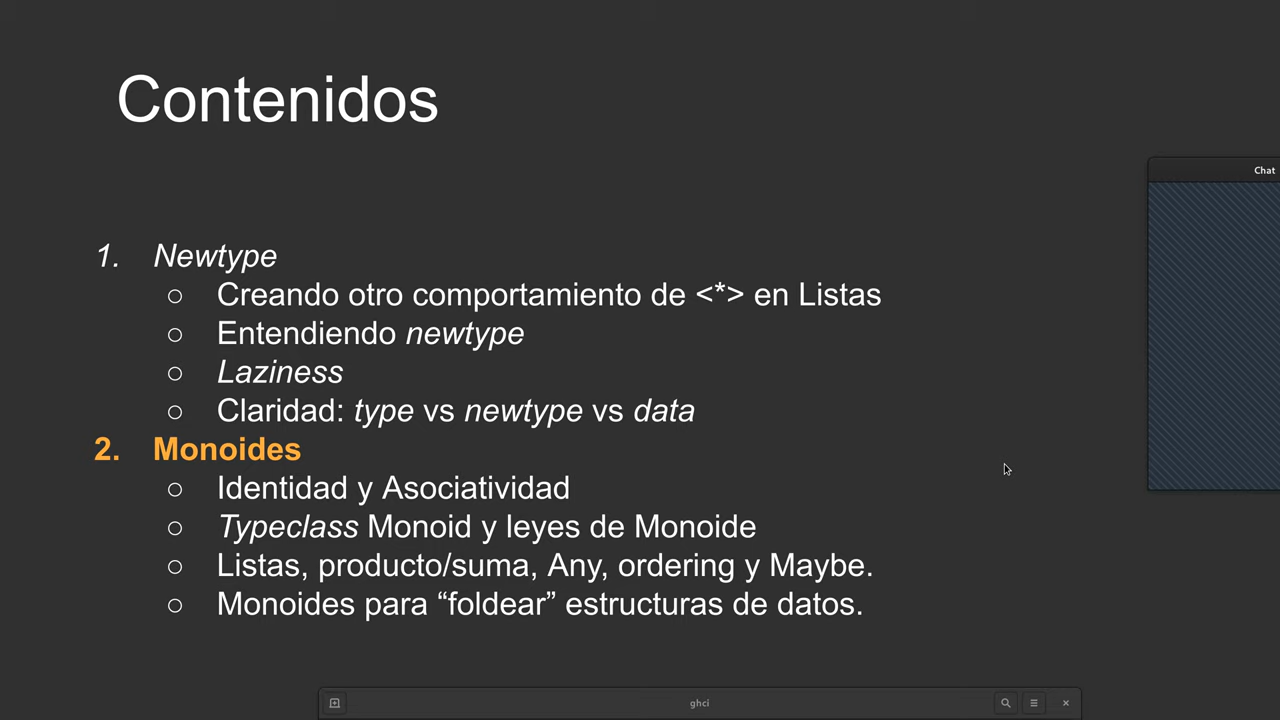 Contenidos
Chat
1. Newtype
○ Creando otro comportamiento de <*> en Listas
○ Entendiendo newtype
○ Laziness
○ Claridad: type vs newtype vs data
2. Monoides
○ Identidad y Asociatividad
○ Typeclass Monoid y leyes de Monoide
○ Listas, producto/suma, Any, ordering y Maybe.
○ Monoides para “foldear” estructuras de datos.
ghci